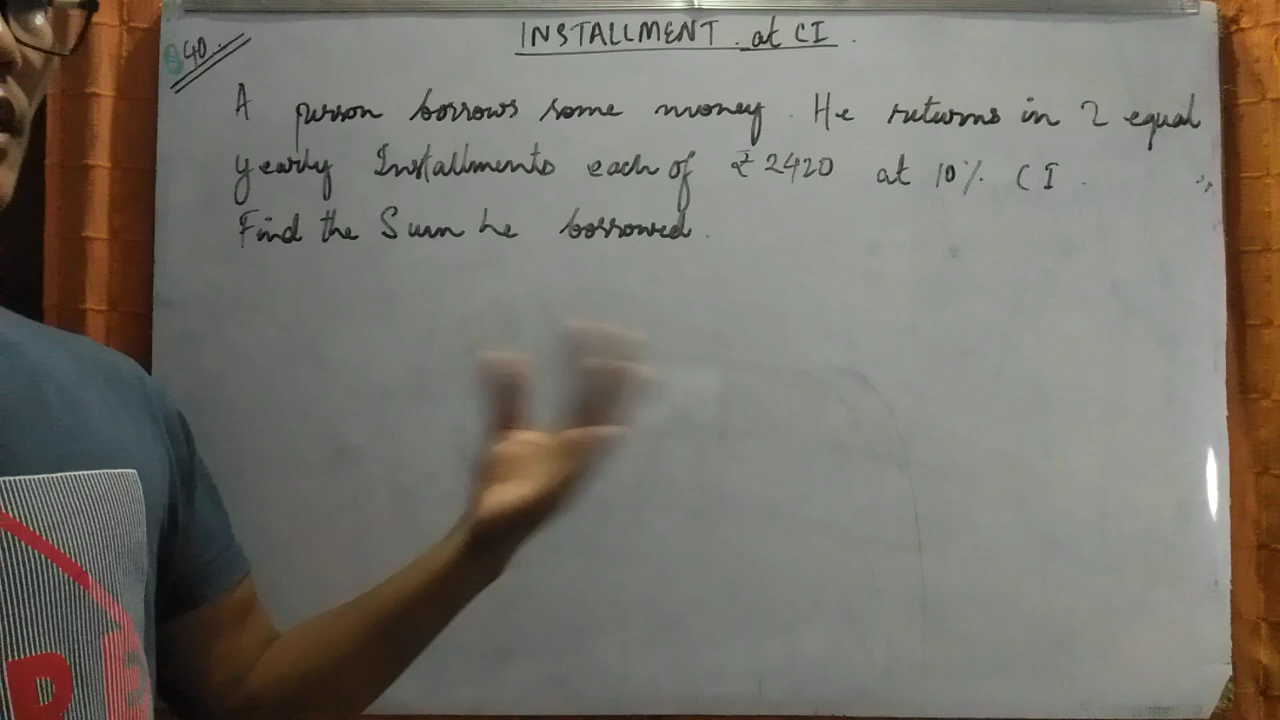 INSTALLMENT at CI.
Q40.
A person borrows some money. He returns in 2 equal
yearly Installments each of ₹2420 at 10% CI.
Find the Sum he borrowed.